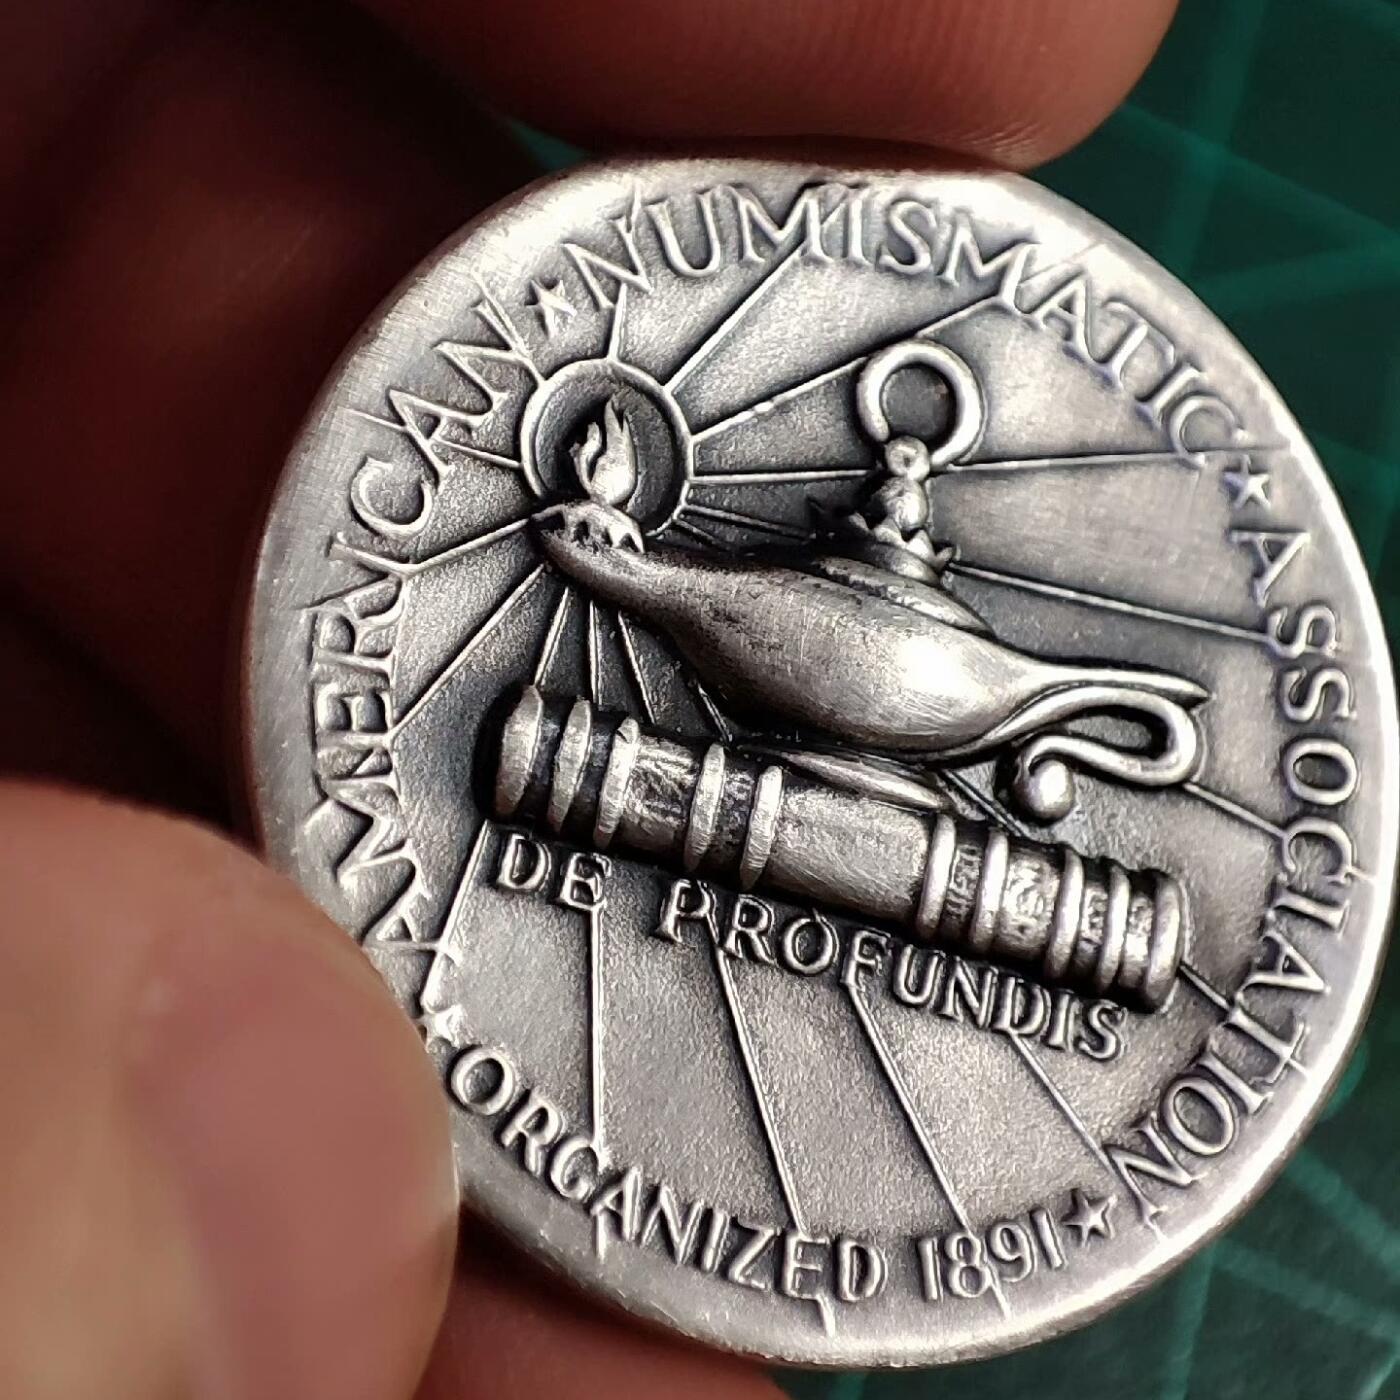 AMERICAN ★ NUMISMATIC ★ ASSOCIATION
DE PROFUNDIS
★ ORGANIZED 1891 ★